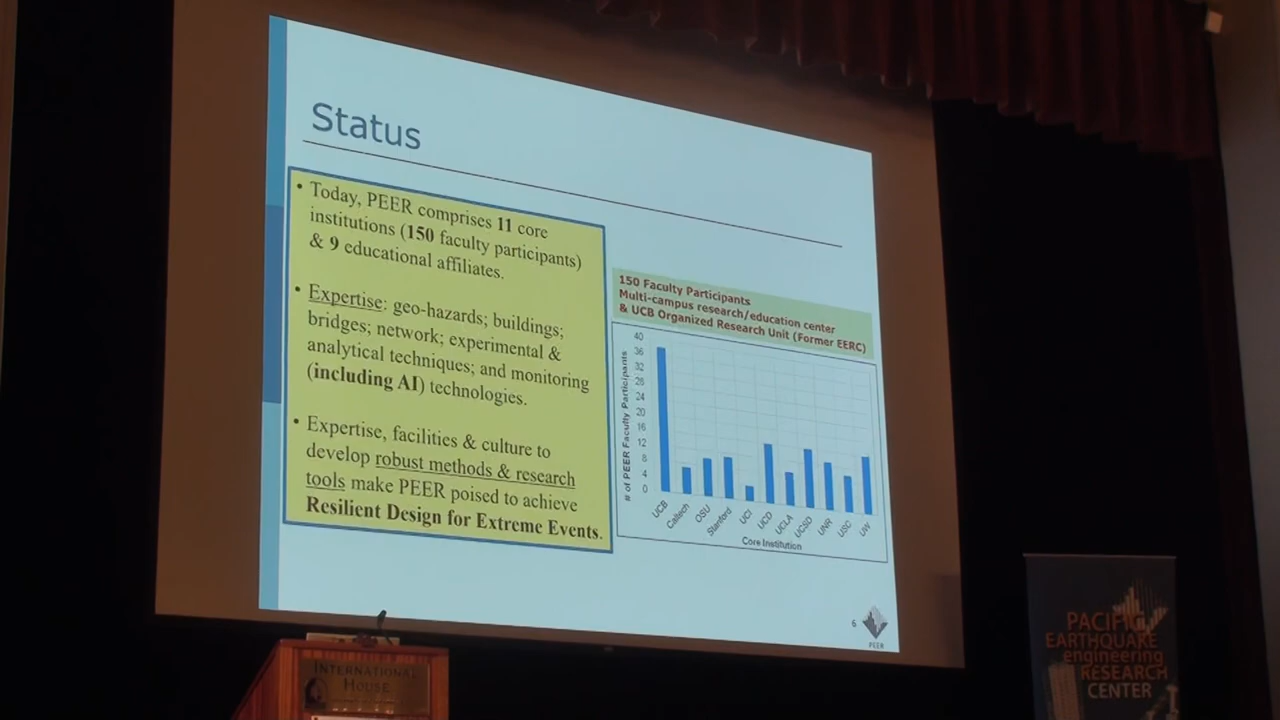 Status
• Today, PEER comprises 11 core
institutions (150 faculty participants)
& 9 educational affiliates.
• Expertise: geo-hazards; buildings;
bridges; network; experimental &
analytical techniques; and monitoring
(including AI) technologies.
• Expertise, facilities & culture to
develop robust methods & research
tools make PEER poised to achieve
Resilient Design for Extreme Events.
150 Faculty Participants
Multi-campus research/education center
& UCB Organized Research Unit (Former EERC)
# of PEER Faculty Participants
40
36
32
28
24
20
16
12
8
4
0
UCB
Caltech
OSU
Stanford
UCI
UCD
UCLA
UCSD
UNR
USC
UW
Core Institution
6
PEER
INTERNATIONAL
HOUSE
PACIFIC
EARTHQUAKE
engineering
RESEARCH
CENTER